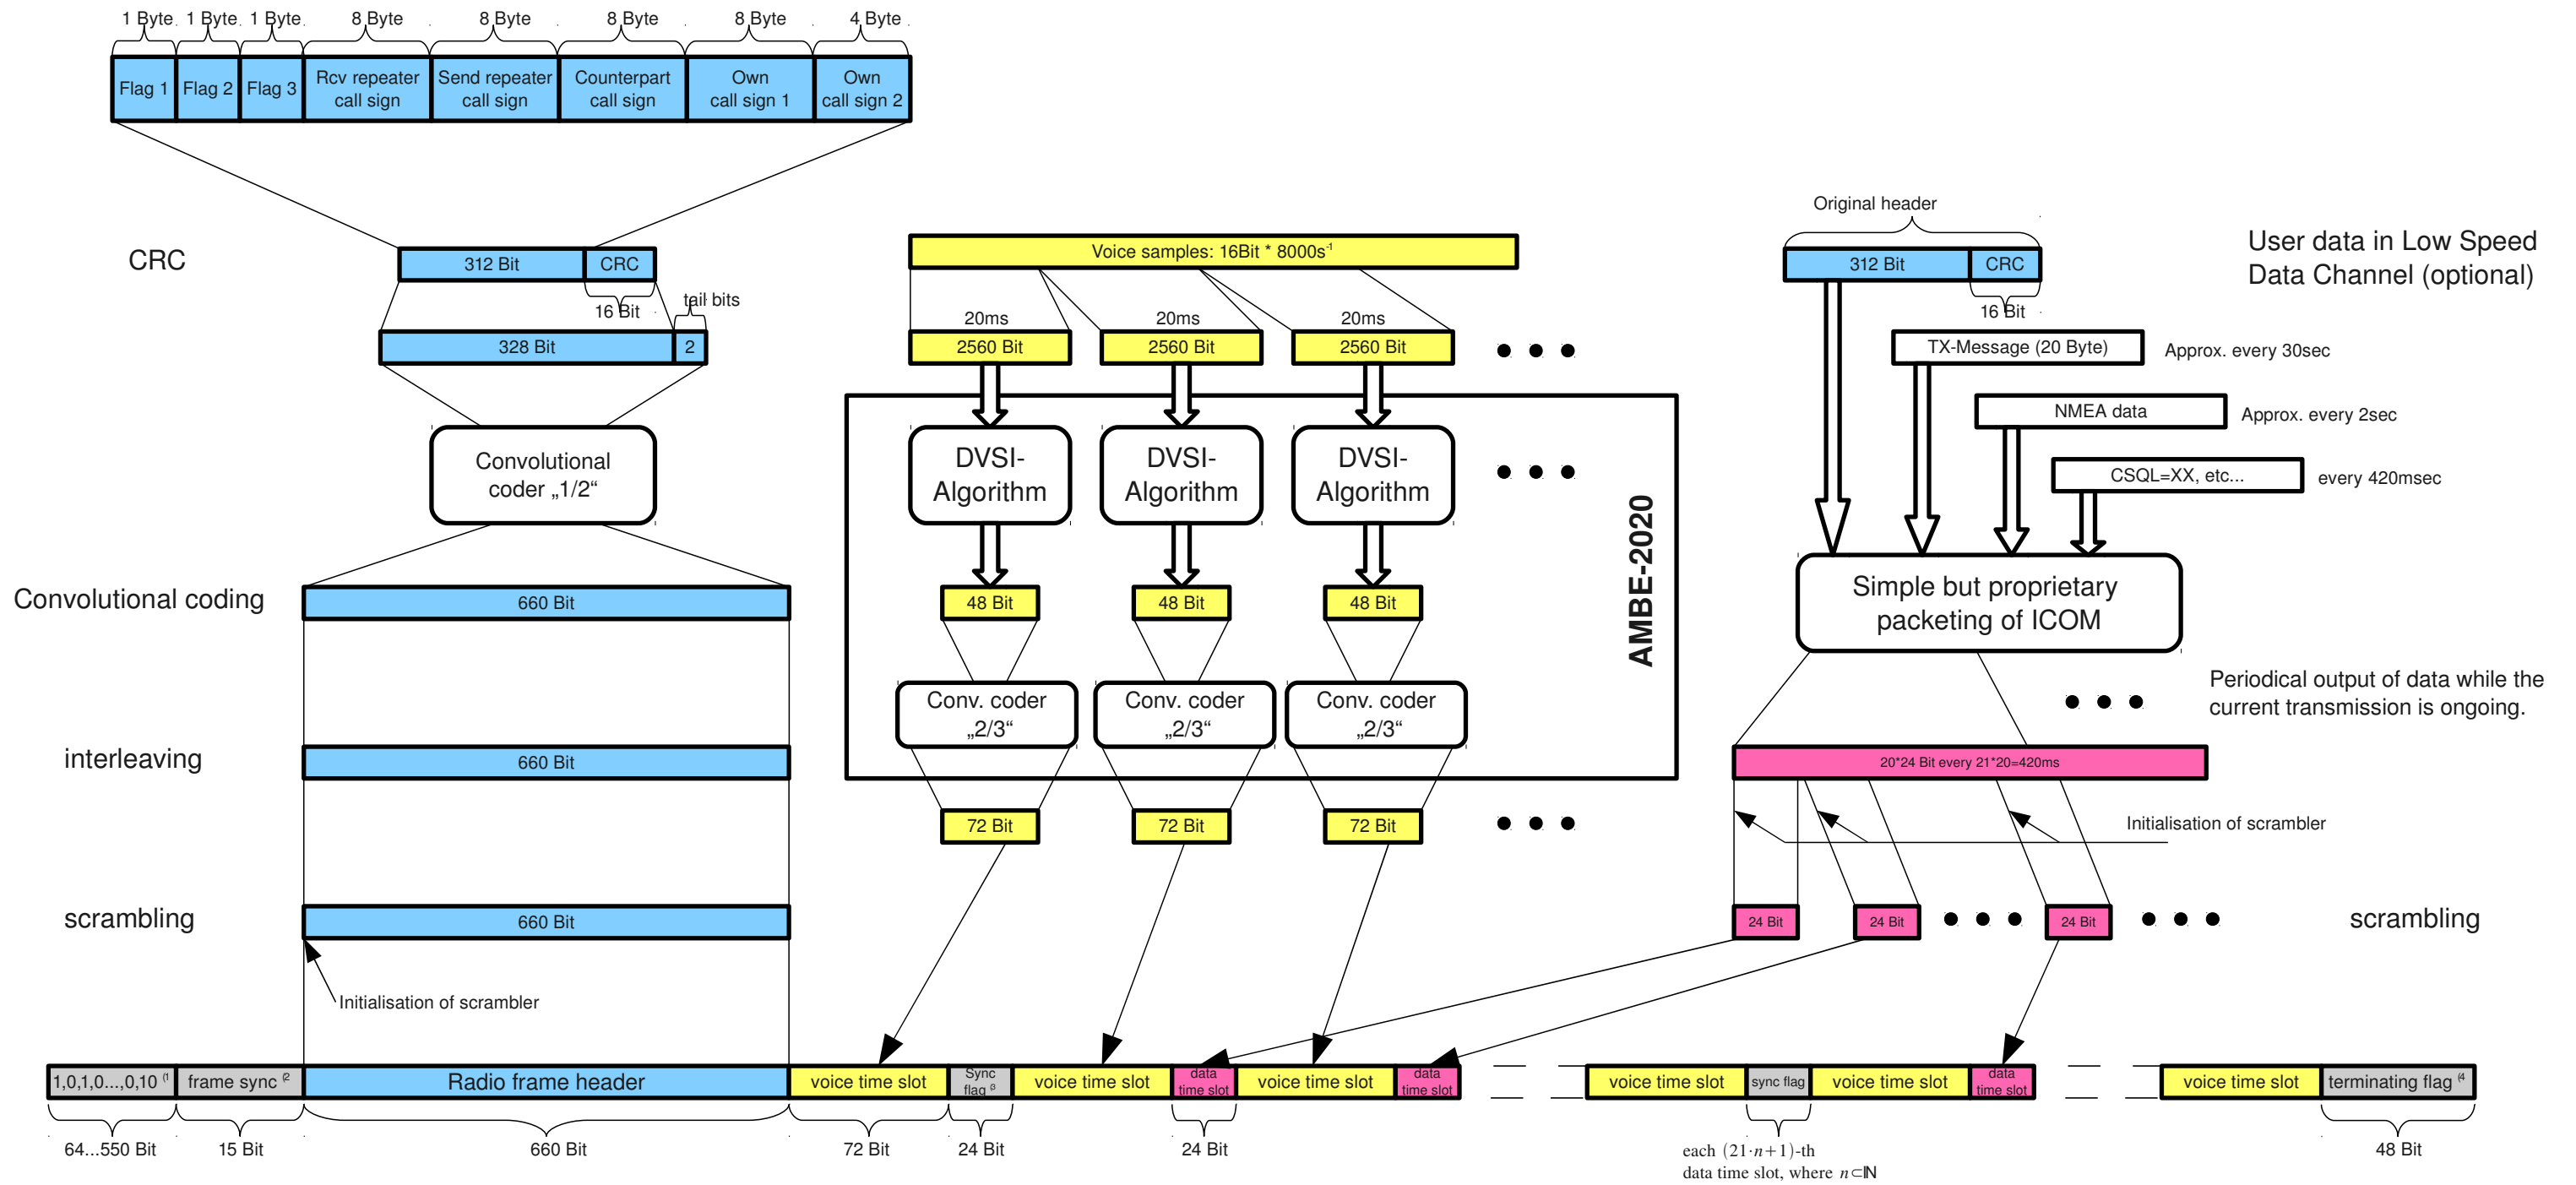 1 Byte 1 Byte 1 Byte 8 Byte 8 Byte 8 Byte 8 Byte 4 Byte
Flag 1
Flag 2
Flag 3
Rcv repeater
call sign
Send repeater
call sign
Counterpart
call sign
Own
call sign 1
Own
call sign 2
CRC
312 Bit
CRC
16 Bit
tail bits
328 Bit
2
Convolutional
coder „1/2“
Convolutional coding
660 Bit
interleaving
660 Bit
scrambling
660 Bit
Initialisation of scrambler
Voice samples: 16Bit * 8000s-1
20ms
20ms
20ms
2560 Bit
2560 Bit
2560 Bit
DVSI-
Algorithm
DVSI-
Algorithm
DVSI-
Algorithm
AMBE-2020
48 Bit
48 Bit
48 Bit
Conv. coder
„2/3“
Conv. coder
„2/3“
Conv. coder
„2/3“
72 Bit
72 Bit
72 Bit
Original header
312 Bit
CRC
16 Bit
User data in Low Speed
Data Channel (optional)
TX-Message (20 Byte)
Approx. every 30sec
NMEA data
Approx. every 2sec
CSQL=XX, etc...
every 420msec
Simple but proprietary
packeting of ICOM
Periodical output of data while the
current transmission is ongoing.
20*24 Bit every 21*20=420ms
Initialisation of scrambler
24 Bit
24 Bit
24 Bit
scrambling
1,0,1,0...,0,10 (1
frame sync (2
Radio frame header
voice time slot
Sync
flag (3
voice time slot
data
time slot
voice time slot
data
time slot
voice time slot
sync flag
voice time slot
data
time slot
voice time slot
terminating flag (4
64...550 Bit
15 Bit
660 Bit
72 Bit
24 Bit
24 Bit
each (21·n+1)-th
data time slot, where n⊂ℕ
48 Bit